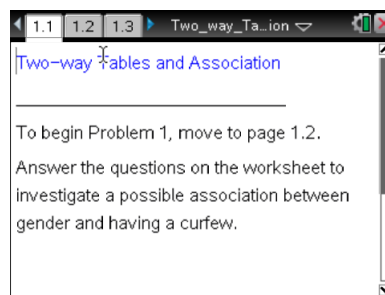 1.1 1.2 1.3 Two_way_Ta…ion
Two-way Tables and Association
To begin Problem 1, move to page 1.2.
Answer the questions on the worksheet to
investigate a possible association between
gender and having a curfew.